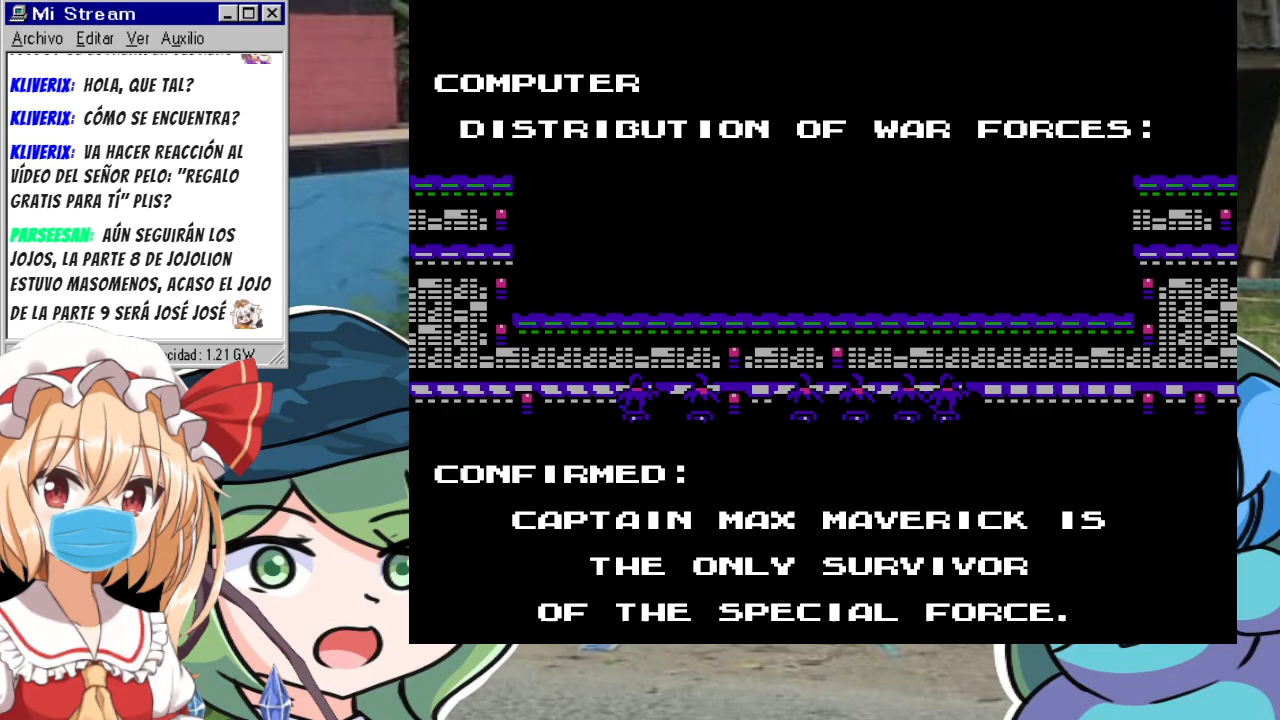 Mi Stream
Archivo Editar Ver Auxilio
KLIVERIX: HOLA, QUE TAL?
KLIVERIX: CÓMO SE ENCUENTRA?
KLIVERIX: VA HACER REACCIÓN AL
VÍDEO DEL SEÑOR PELO: "REGALO
GRATIS PARA TÍ" PLIS?
PARSEESAN: AÚN SEGUIRÁN LOS
JOJOS, LA PARTE 8 DE JOJOLION
ESTUVO MASOMENOS, ACASO EL JOJO
DE LA PARTE 9 SERÁ JOSÉ JOSÉ
cidad: 1.21 GW
COMPUTER
DISTRIBUTION OF WAR FORCES:
CONFIRMED:
CAPTAIN MAX MAVERICK IS
THE ONLY SURVIVOR
OF THE SPECIAL FORCE.